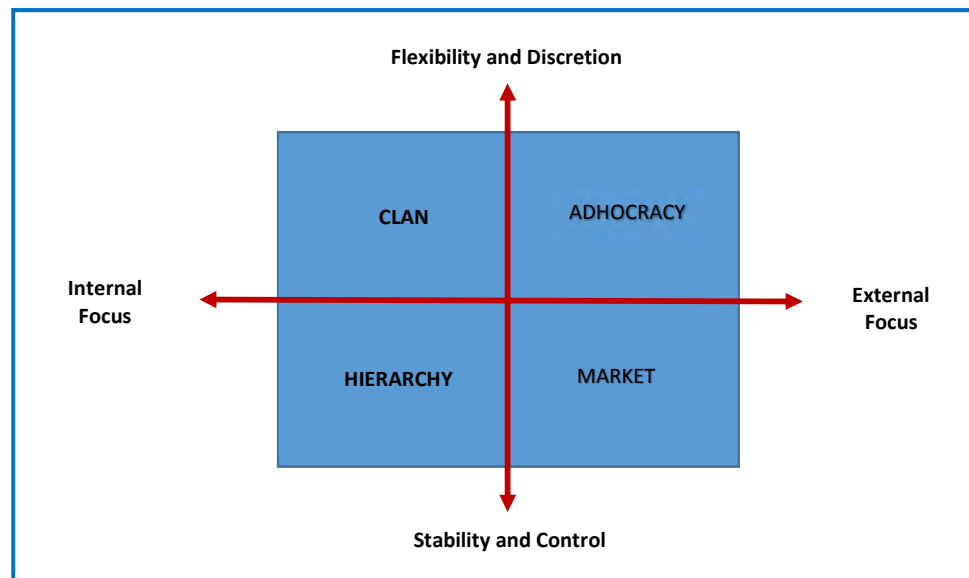 Flexibility and Discretion
CLAN
ADHOCRACY
Internal
Focus
External
Focus
HIERARCHY
MARKET
Stability and Control